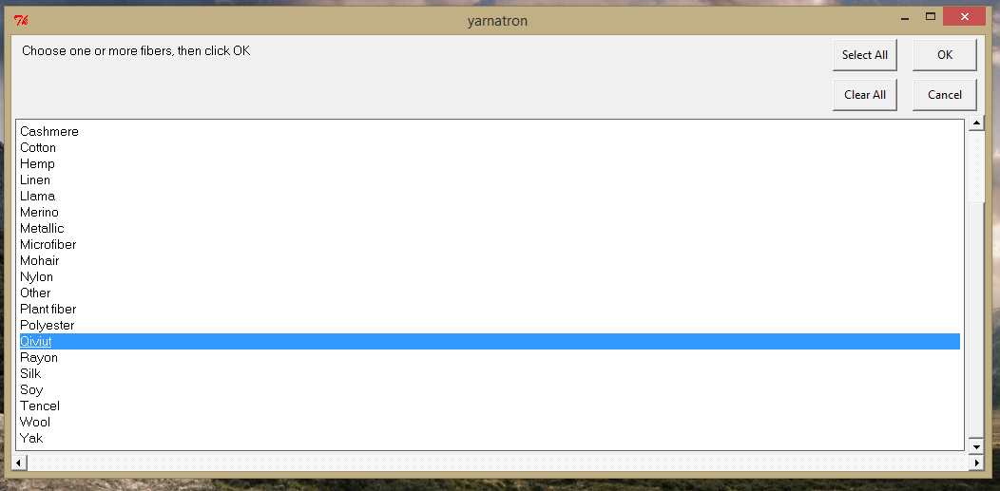 yarnatron
Choose one or more fibers, then click OK
Select All
OK
Clear All
Cancel
Cashmere
Cotton
Hemp
Linen
Llama
Merino
Metallic
Microfiber
Mohair
Nylon
Other
Plant fiber
Polyester
Qiviut
Rayon
Silk
Soy
Tencel
Wool
Yak